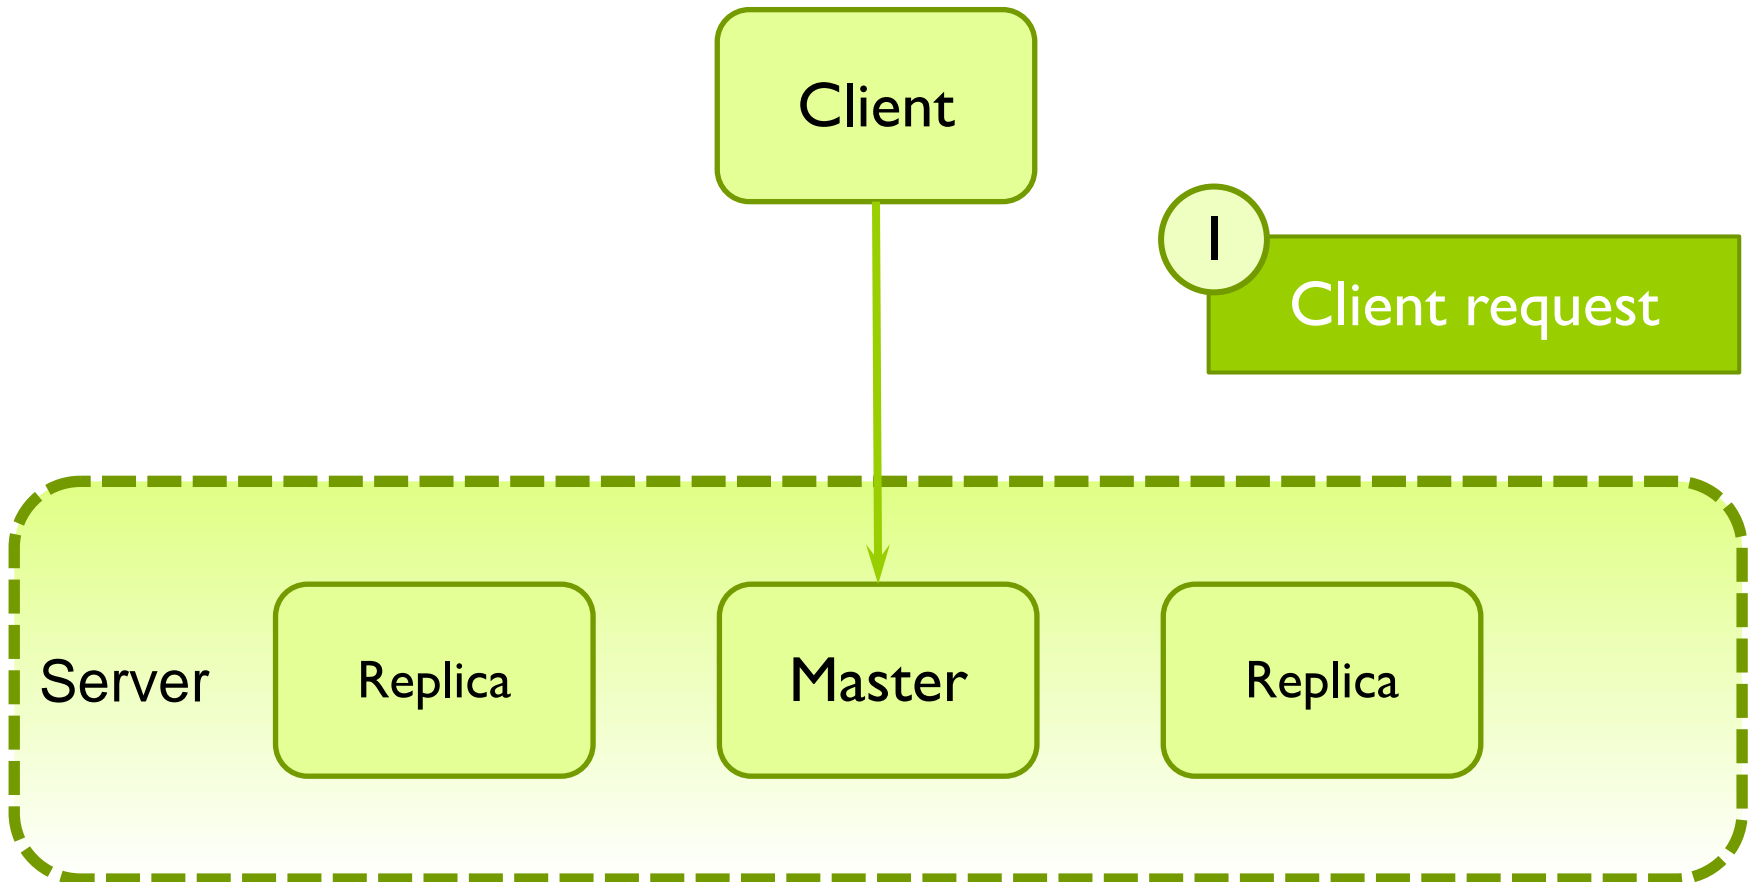 Client
1
Client request
Server
Replica
Master
Replica